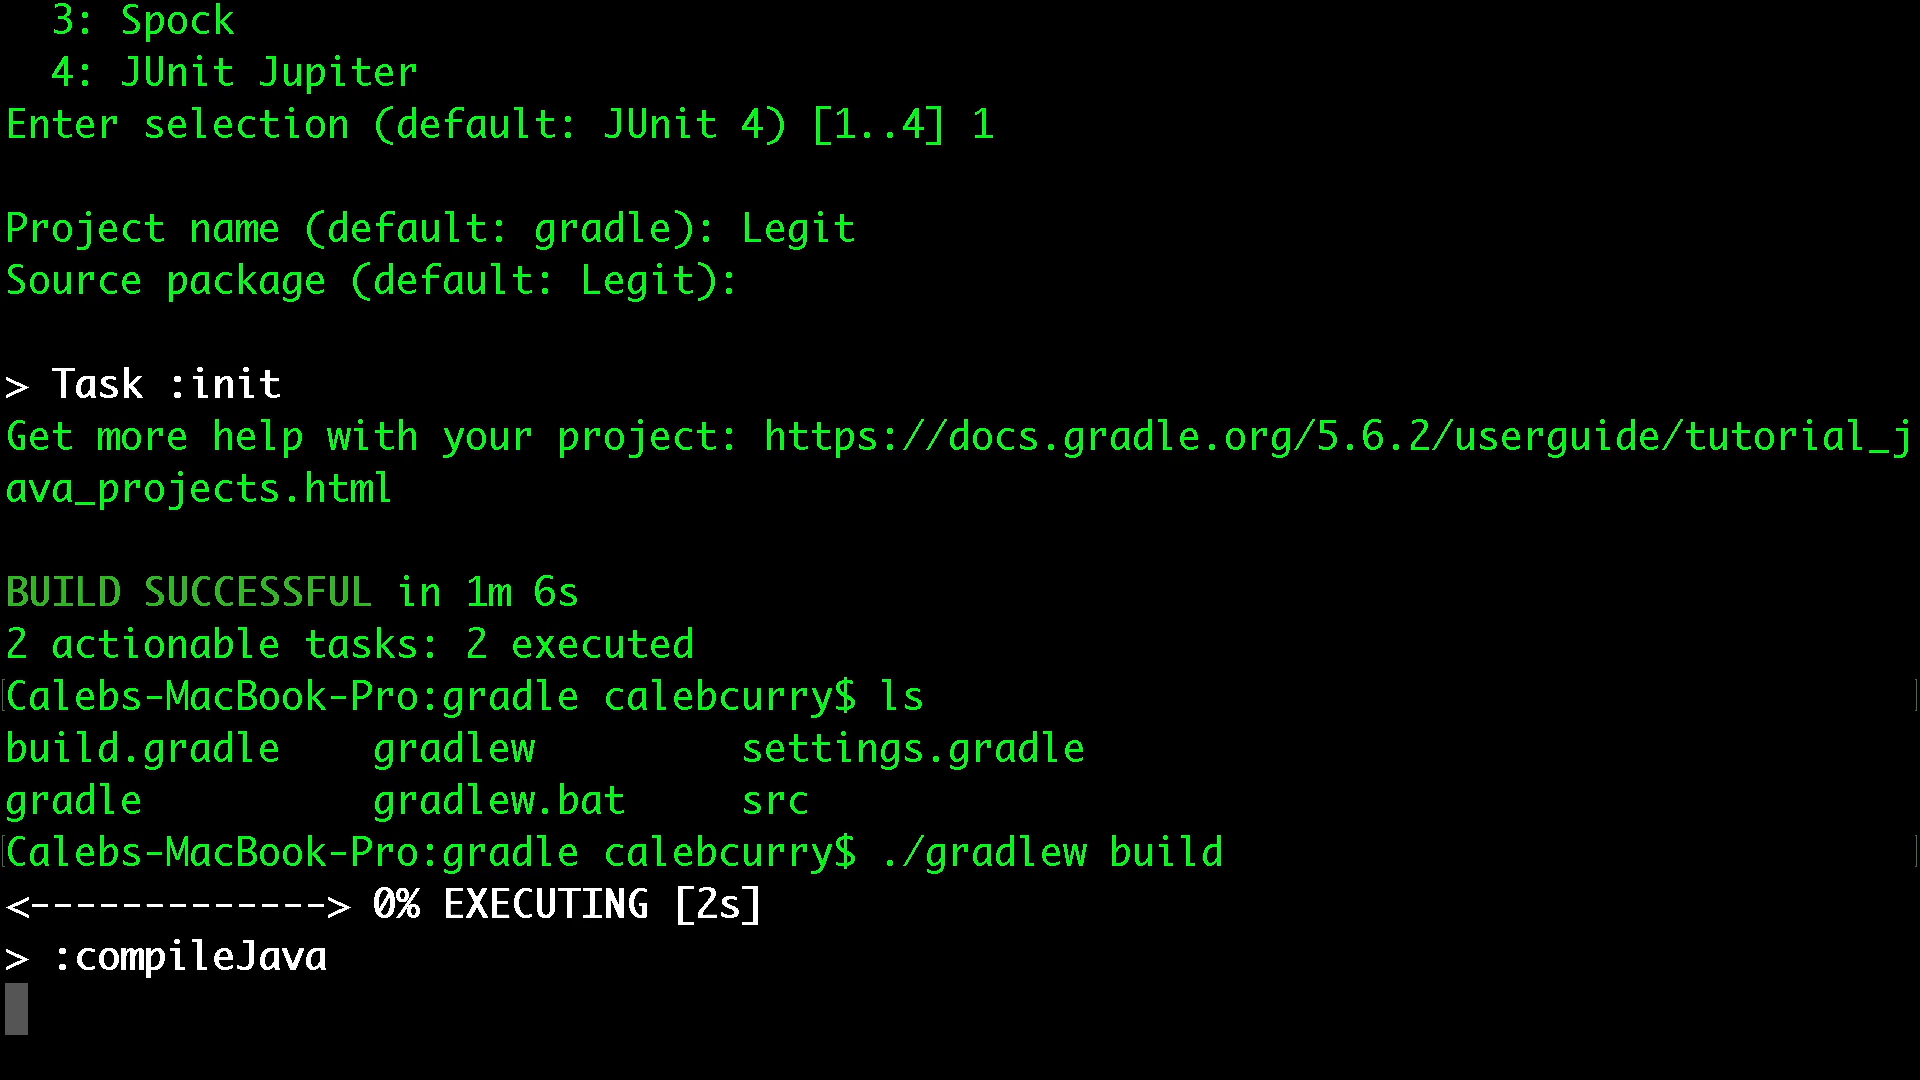 3: Spock
4: JUnit Jupiter
Enter selection (default: JUnit 4) [1..4] 1
Project name (default: gradle): Legit
Source package (default: Legit):
> Task :init
Get more help with your project: https://docs.gradle.org/5.6.2/userguide/tutorial_j
ava_projects.html
BUILD SUCCESSFUL in 1m 6s
2 actionable tasks: 2 executed
[Calebs-MacBook-Pro:gradle calebcurry$ ls ]
build.gradle gradlew settings.gradle
gradle gradlew.bat src
[Calebs-MacBook-Pro:gradle calebcurry$ ./gradlew build ]
<-------------> 0% EXECUTING [2s]
> :compileJava